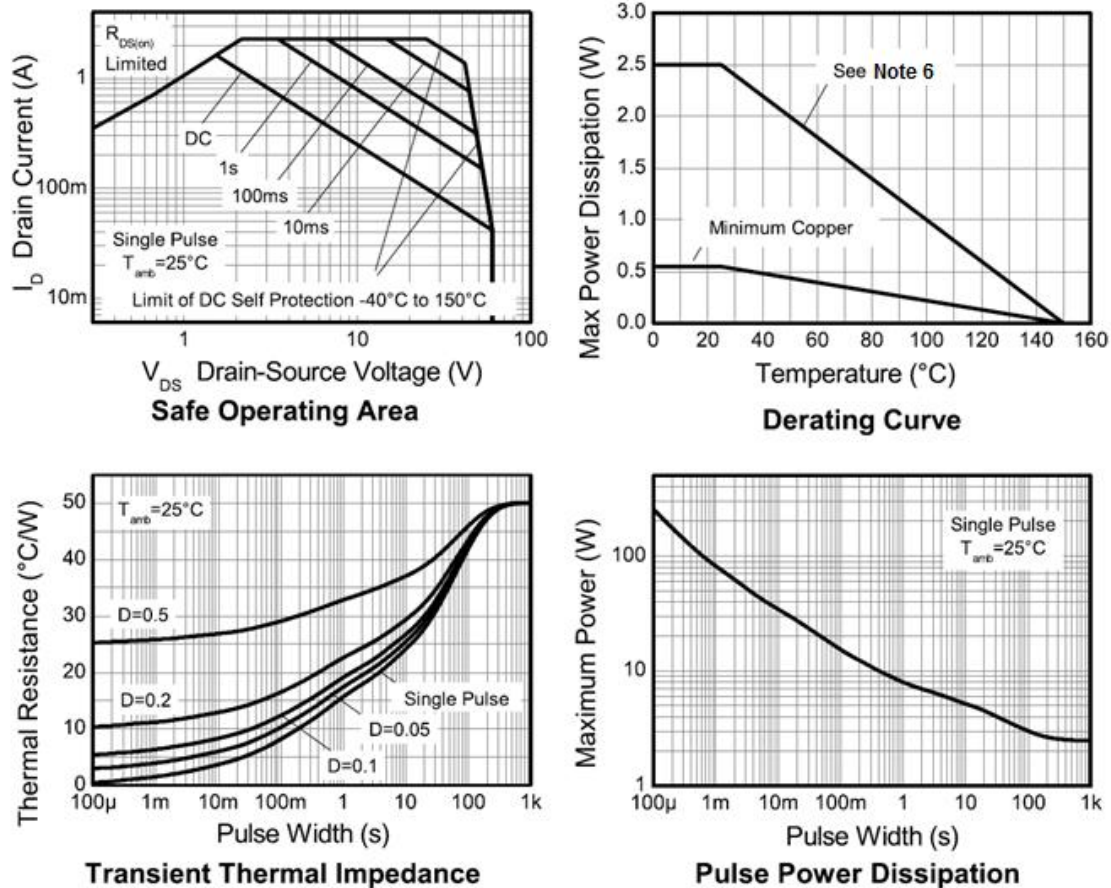 R_DS(on)
Limited
DC
1s
100ms
10ms
Single Pulse
T_amb=25°C
Limit of DC Self Protection -40°C to 150°C
1
100m
10m
1
10
100
I_D Drain Current (A)
V_DS Drain-Source Voltage (V)
Safe Operating Area
3.0
2.5
2.0
1.5
1.0
0.5
0.0
See Note 6
Minimum Copper
0
20
40
60
80
100
120
140
160
Max Power Dissipation (W)
Temperature (°C)
Derating Curve
50
40
30
20
10
0
T_amb=25°C
D=0.5
D=0.2
Single Pulse
D=0.05
D=0.1
100µ
1m
10m
100m
1
10
100
1k
Thermal Resistance (°C/W)
Pulse Width (s)
Transient Thermal Impedance
100
10
1
Single Pulse
T_amb=25°C
100µ
1m
10m
100m
1
10
100
1k
Maximum Power (W)
Pulse Width (s)
Pulse Power Dissipation